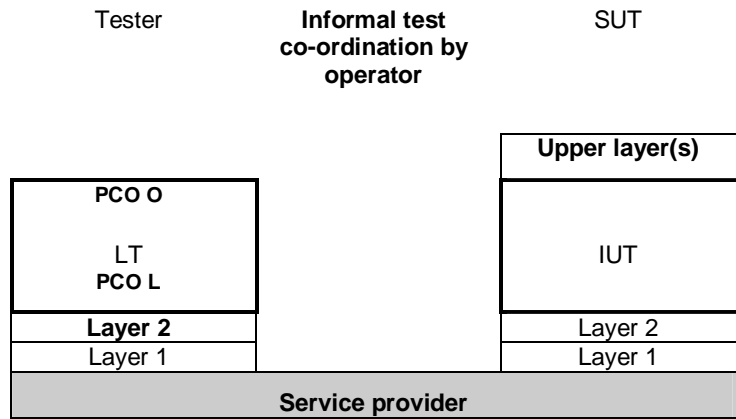 Tester
Informal test
co-ordination by
operator
SUT
Upper layer(s)
PCO O
LT
PCO L
IUT
Layer 2
Layer 2
Layer 1
Layer 1
Service provider